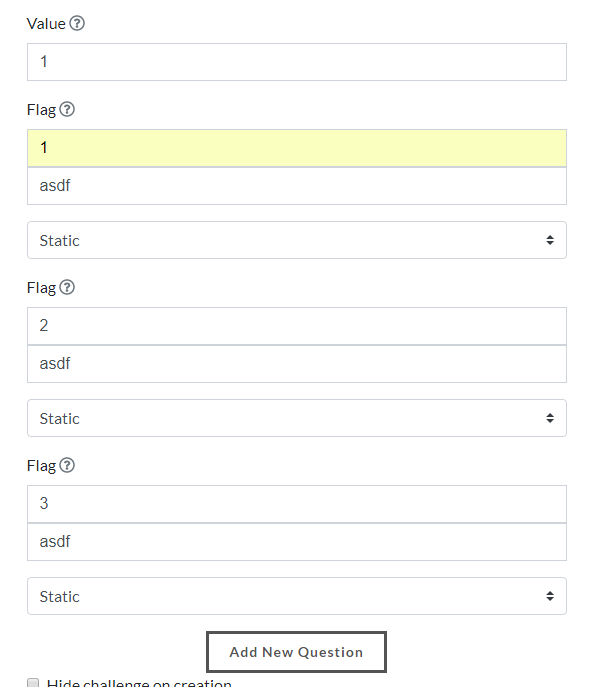 Value ?
1
Flag ?
1
asdf
Static
Flag ?
2
asdf
Static
Flag ?
3
asdf
Static
Add New Question
Hide challenge on creation